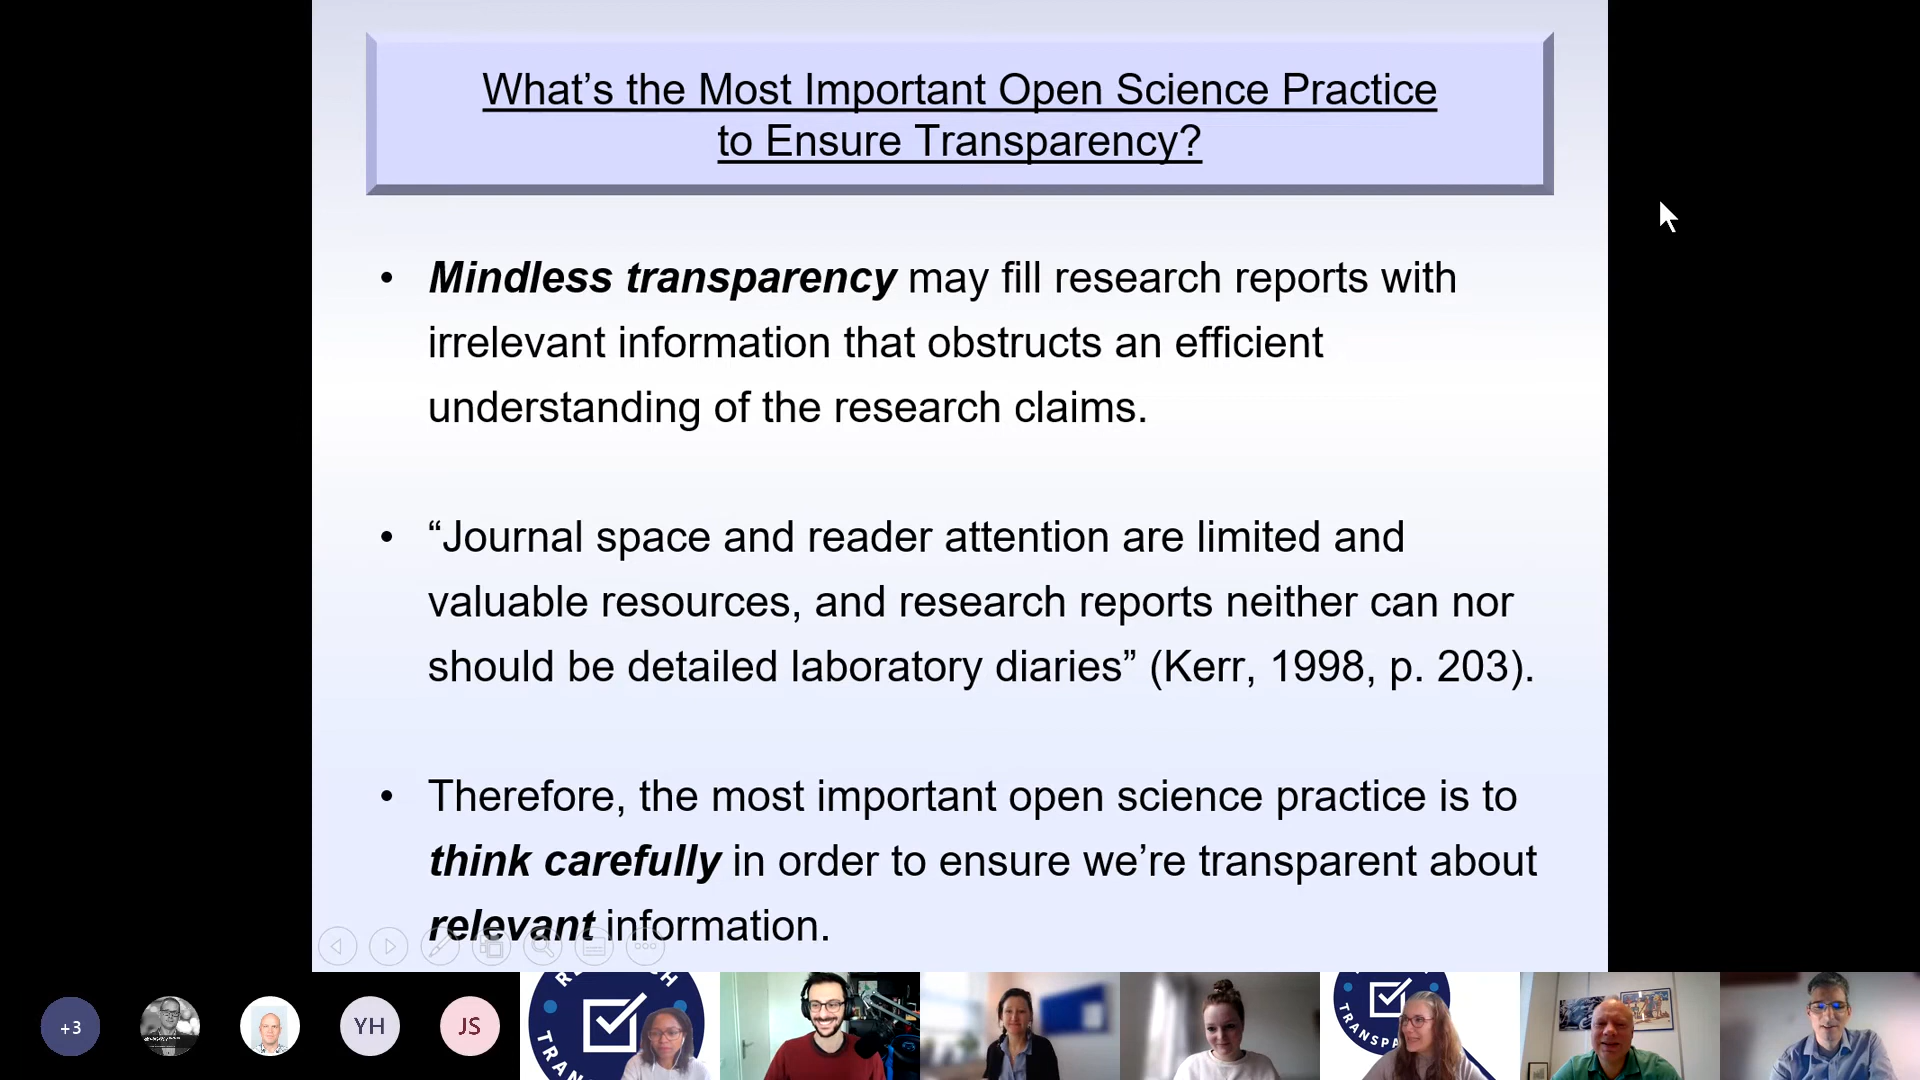 What’s the Most Important Open Science Practice
to Ensure Transparency?
• Mindless transparency may fill research reports with
irrelevant information that obstructs an efficient
understanding of the research claims.
• “Journal space and reader attention are limited and
valuable resources, and research reports neither can nor
should be detailed laboratory diaries” (Kerr, 1998, p. 203).
• Therefore, the most important open science practice is to
think carefully in order to ensure we’re transparent about
relevant information.
+3
YH
JS